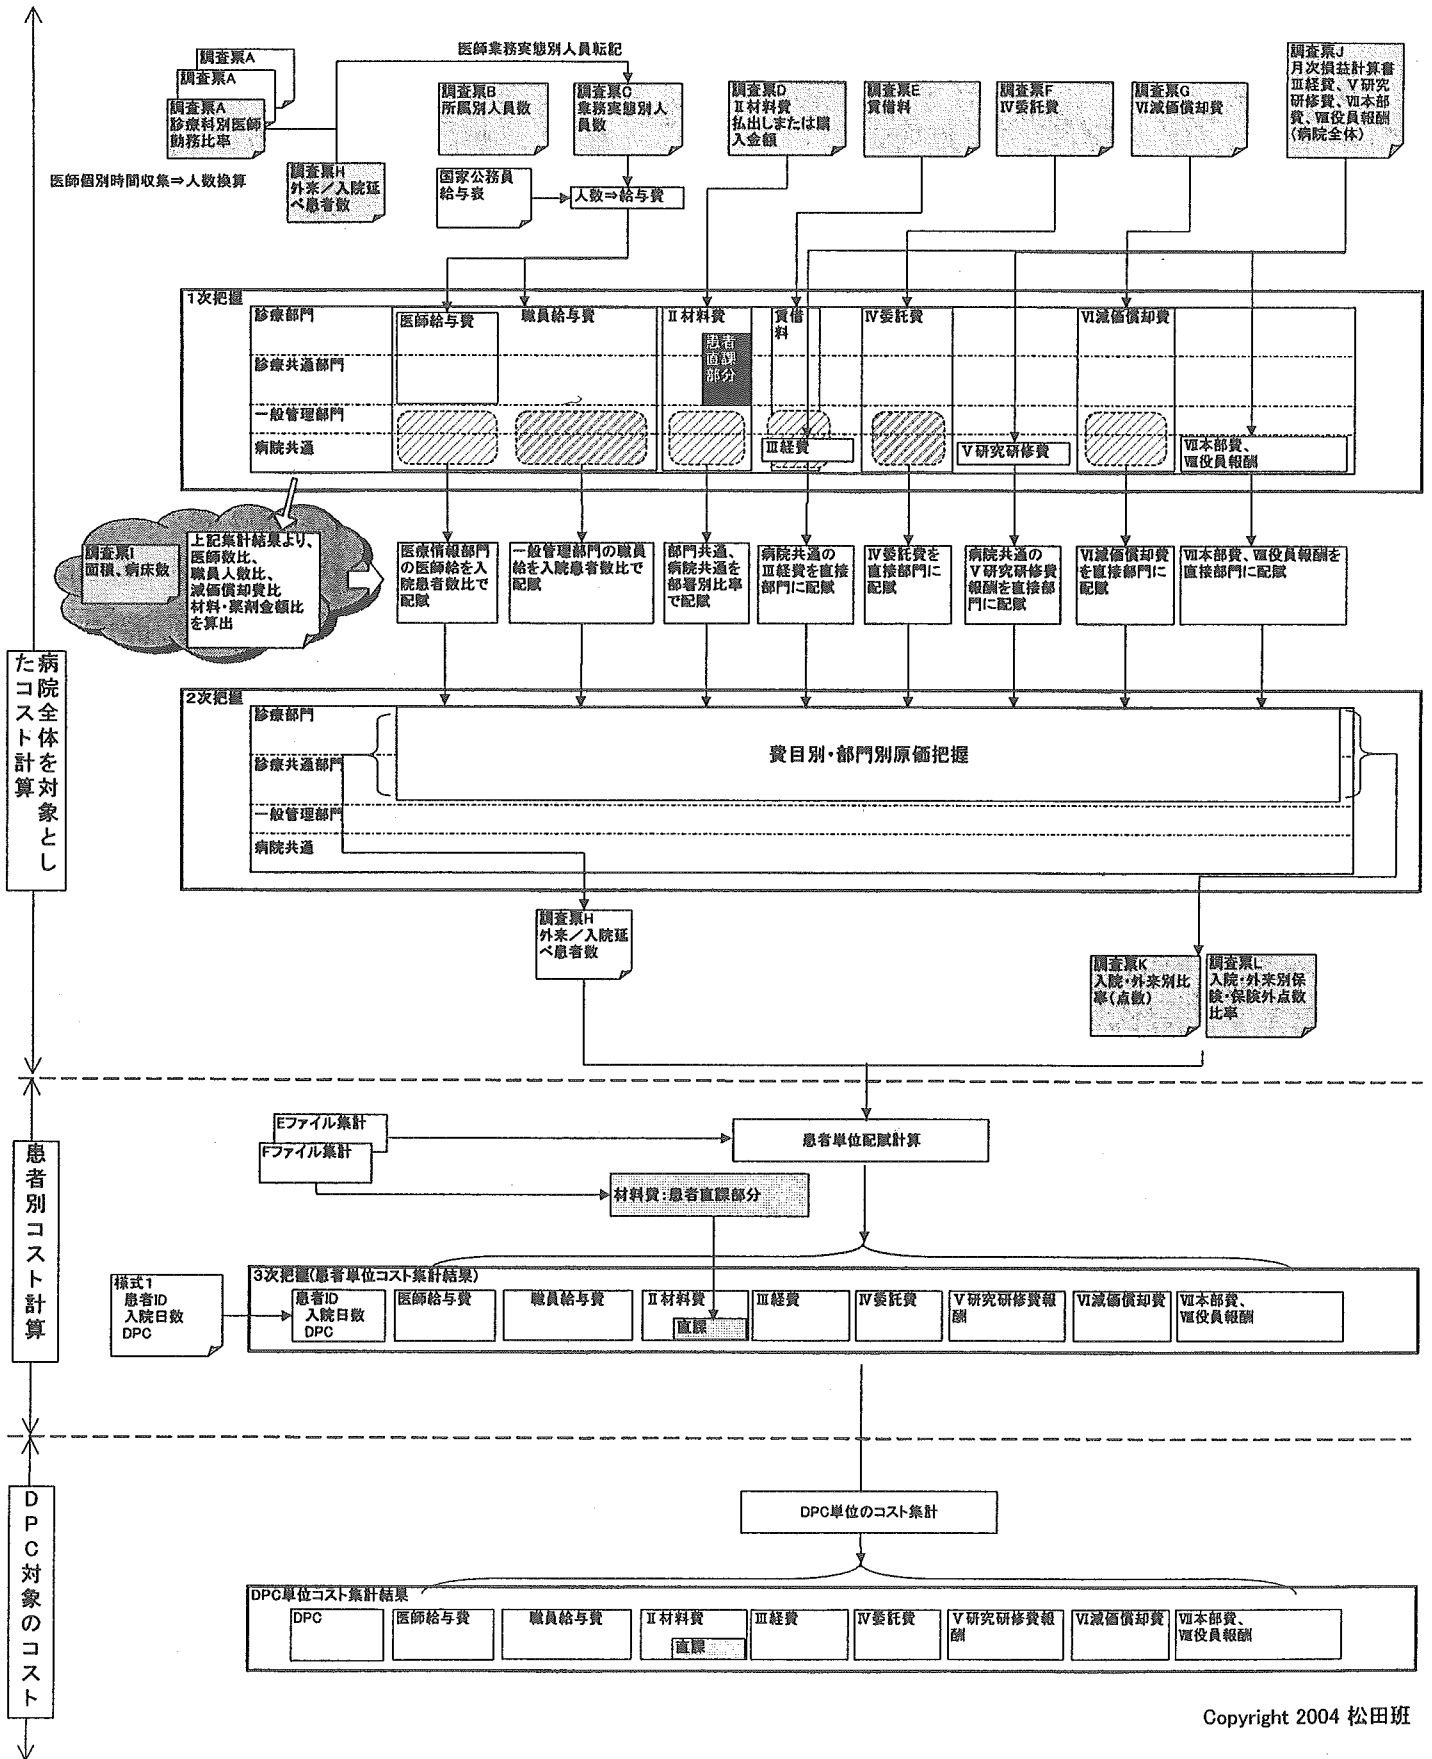 医師業務実態別人員転記
調査票A
調査票A
調査票A
診療科別医師
勤務比率
医師個別時間収集⇒人数換算
調査票H
外来／入院延
べ患者数
調査票B
所属別人員数
調査票C
業務実態別人
員数
国家公務員
給与表
人数⇒給与費
調査票D
Ⅱ材料費
払出しまたは購
入金額
調査票E
賃借料
調査票F
Ⅳ委託費
調査票G
Ⅵ減価償却費
調査票J
月次損益計算書
Ⅲ経費、Ⅴ研究
研修費、Ⅶ本部
費、Ⅷ役員報酬
(病院全体)
1次把握
診療部門
診療共通部門
一般管理部門
病院共通
医師給与費
職員給与費
Ⅱ材料費
患者
直課
部分
賃借
料
Ⅲ経費
Ⅳ委託費
Ⅴ研究研修費
Ⅵ減価償却費
Ⅶ本部費、
Ⅷ役員報酬
調査票I
面積、病床数
上記集計結果より、
医師数比、
職員人数比、
減価償却費比
材料・薬剤金額比
を算出
医療情報部門
の医師給を入
院患者数比で
配賦
一般管理部門の職員
給を入院患者数比で
配賦
部門共通、
病院共通を
部署別比率
で配賦
病院共通の
Ⅲ経費を直接
部門に配賦
Ⅳ委託費を
直接部門に
配賦
病院共通の
Ⅴ研究研修費
報酬を直接部
門に配賦
Ⅵ減価償却費
を直接部門に
配賦
Ⅶ本部費、Ⅷ役員報酬を
直接部門に配賦
病院全体を対象とし
たコスト計算
2次把握
診療部門
診療共通部門
一般管理部門
病院共通
費目別・部門別原価把握
調査票H
外来／入院延
べ患者数
調査票K
入院・外来別比
率(点数)
調査票L
入院・外来別保
険・保険外点数
比率
患者別コスト計算
Eファイル集計
Fファイル集計
患者単位配賦計算
材料費：患者直課部分
様式1
患者ID
入院日数
DPC
3次把握(患者単位コスト集計結果)
患者ID
入院日数
DPC
医師給与費
職員給与費
Ⅱ材料費
直課
Ⅲ経費
Ⅳ委託費
Ⅴ研究研修費報
酬
Ⅵ減価償却費
Ⅶ本部費、
Ⅷ役員報酬
DPC対象のコスト
DPC単位のコスト集計
DPC単位コスト集計結果
DPC
医師給与費
職員給与費
Ⅱ材料費
直課
Ⅲ経費
Ⅳ委託費
Ⅴ研究研修費報
酬
Ⅵ減価償却費
Ⅶ本部費、
Ⅷ役員報酬
Copyright 2004 松田班